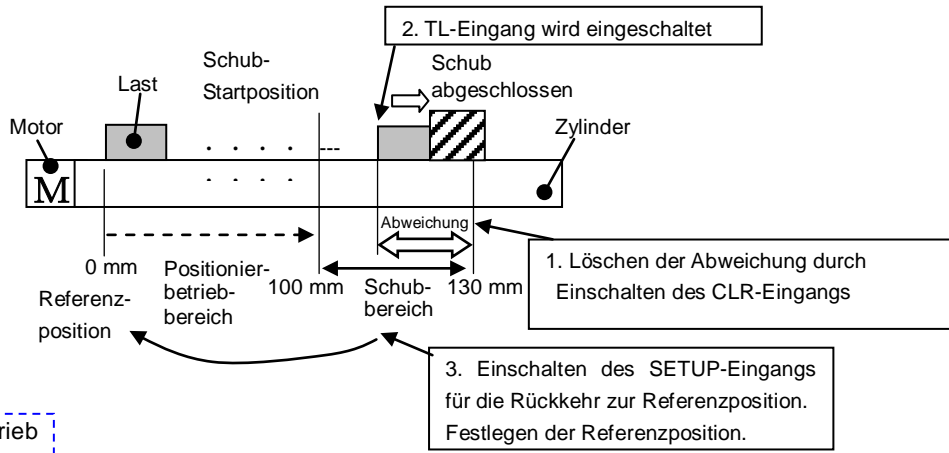 2. TL-Eingang wird eingeschaltet
Schub-
Startposition
Schub
abgeschlossen
Last
Motor
Zylinder
M
Abweichung
0 mm
Positionier-
betrieb-
bereich
100 mm
Schub-
bereich
130 mm
Referenz-
position
1. Löschen der Abweichung durch
Einschalten des CLR-Eingangs
3. Einschalten des SETUP-Eingangs
für die Rückkehr zur Referenzposition.
Festlegen der Referenzposition.
rieb